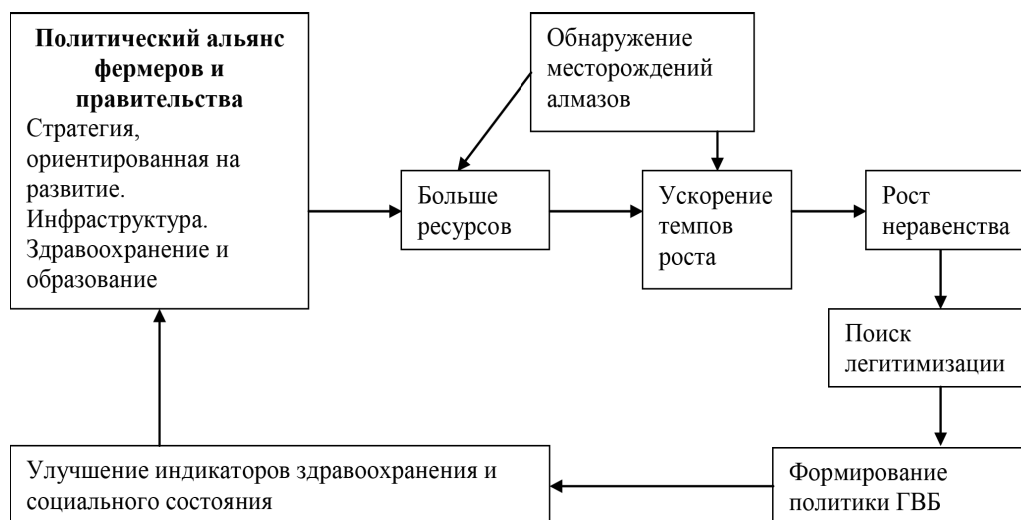 Политический альянс
фермеров и
правительства
Стратегия,
ориентированная на
развитие.
Инфраструктура.
Здравоохранение и
образование
Обнаружение
месторождений
алмазов
Больше
ресурсов
Ускорение
темпов
роста
Рост
неравенства
Поиск
легитимизации
Формирование
политики ГВБ
Улучшение индикаторов здравоохранения и
социального состояния